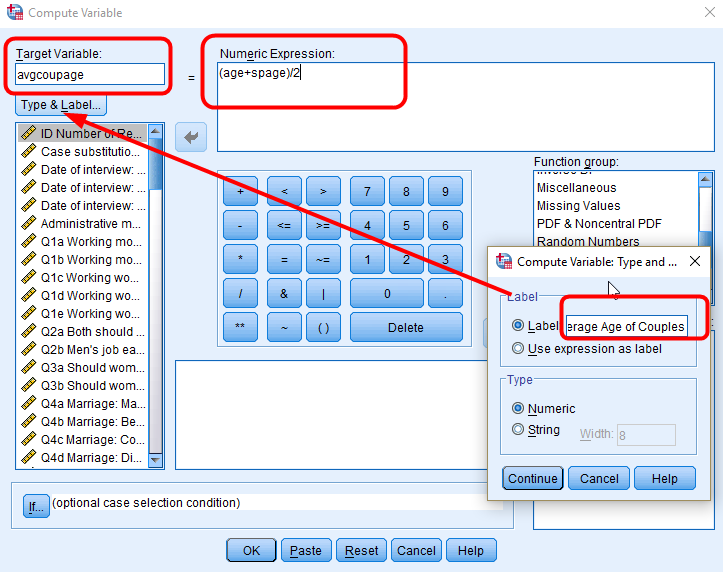 Compute Variable
Target Variable:
avgcoupage
=
Numeric Expression:
(age+spage)/2
Type & Label...
ID Number of Re...
Case substitutio...
Date of interview: ...
Date of interview: ...
Date of interview: ...
Administrative m...
Q1a Working mo...
Q1b Working mo...
Q1c Working wo...
Q1d Working wo...
Q1e Working wo...
Q2a Both should ...
Q2b Men's job ea...
Q3a Should wom...
Q3b Should wom...
Q4a Marriage: Ma...
Q4b Marriage: Be...
Q4c Marriage: Co...
Q4d Marriage: Di...
+ < > 7 8 9
- <= >= 4 5 6
* = ~= 1 2 3
/ & | 0 .
** ~ ( ) Delete
Function group:
Miscellaneous
Missing Values
PDF & Noncentral PDF
Random Numbers
Compute Variable: Type and ...
Label
Label: erage Age of Couples
Use expression as label
Type
Numeric
String Width: 8
Continue Cancel Help
If... (optional case selection condition)
OK Paste Reset Cancel Help